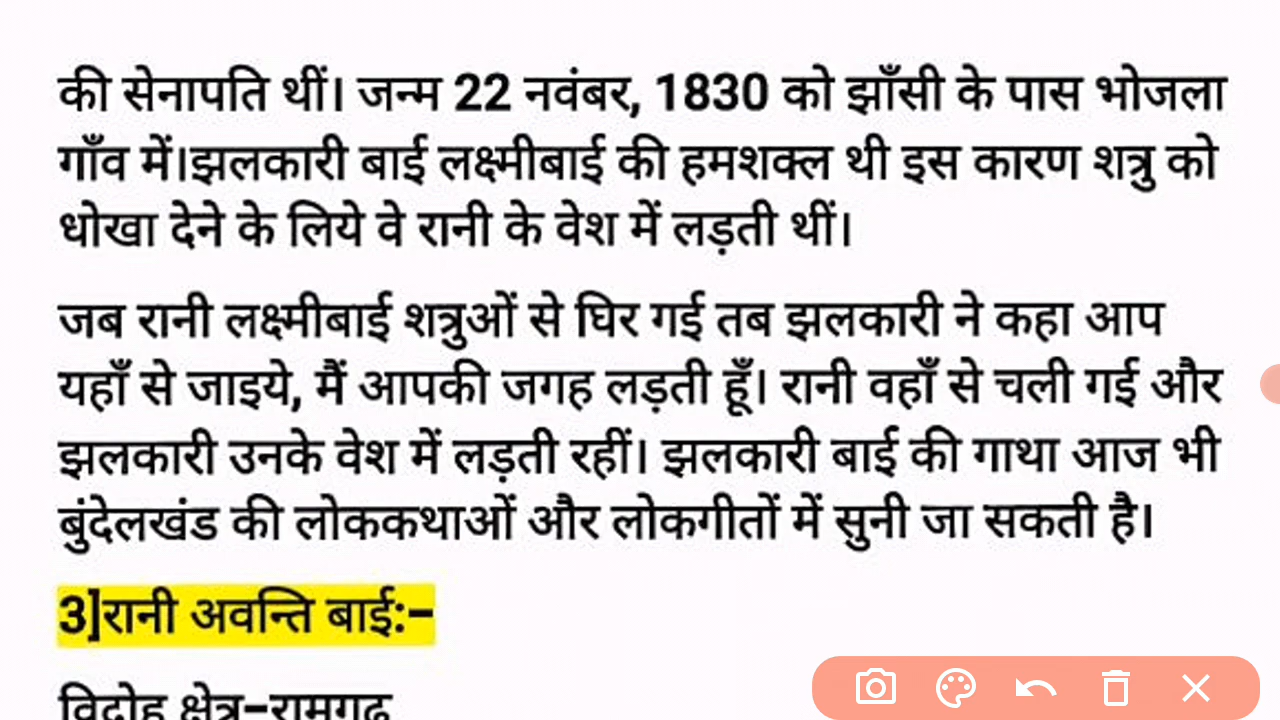 की सेनापति थीं। जन्म 22 नवंबर, 1830 को झाँसी के पास भोजला
गाँव में।झलकारी बाई लक्ष्मीबाई की हमशक्ल थी इस कारण शत्रु को
धोखा देने के लिये वे रानी के वेश में लड़ती थीं।
जब रानी लक्ष्मीबाई शत्रुओं से घिर गई तब झलकारी ने कहा आप
यहाँ से जाइये, मैं आपकी जगह लड़ती हूँ। रानी वहाँ से चली गई और
झलकारी उनके वेश में लड़ती रहीं। झलकारी बाई की गाथा आज भी
बुंदेलखंड की लोककथाओं और लोकगीतों में सुनी जा सकती है।
3]रानी अवन्ति बाई:–
विद्रोह क्षेत्र–रामगढ़